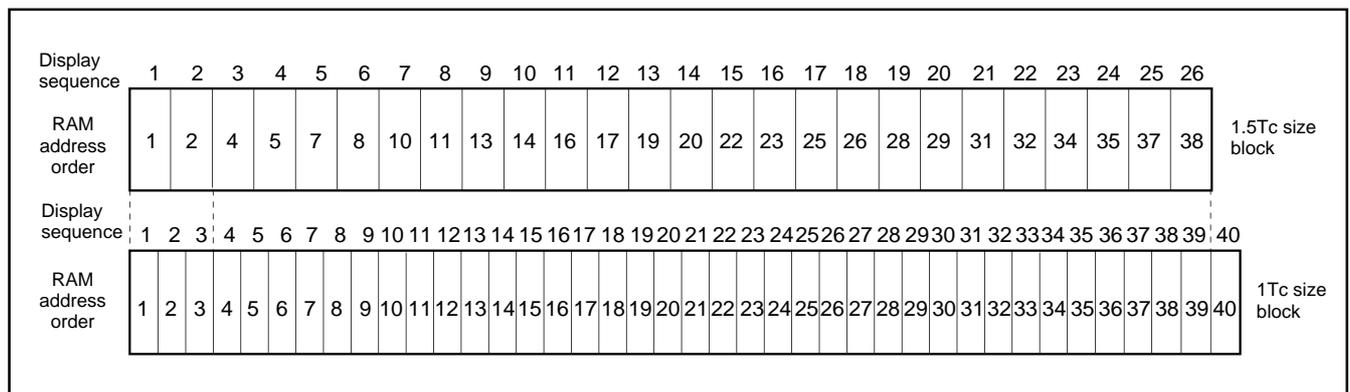 Display
sequence
1 2 3 4 5 6 7 8 9 10 11 12 13 14 15 16 17 18 19 20 21 22 23 24 25 26
RAM
address
order
1 2 4 5 7 8 10 11 13 14 16 17 19 20 22 23 25 26 28 29 31 32 34 35 37 38
1.5Tc size
block
Display
sequence
1 2 3 4 5 6 7 8 9 10 11 12 13 14 15 16 17 18 19 20 21 22 23 24 25 26 27 28 29 30 31 32 33 34 35 36 37 38 39 40
RAM
address
order
1 2 3 4 5 6 7 8 9 10 11 12 13 14 15 16 17 18 19 20 21 22 23 24 25 26 27 28 29 30 31 32 33 34 35 36 37 38 39 40
1Tc size
block